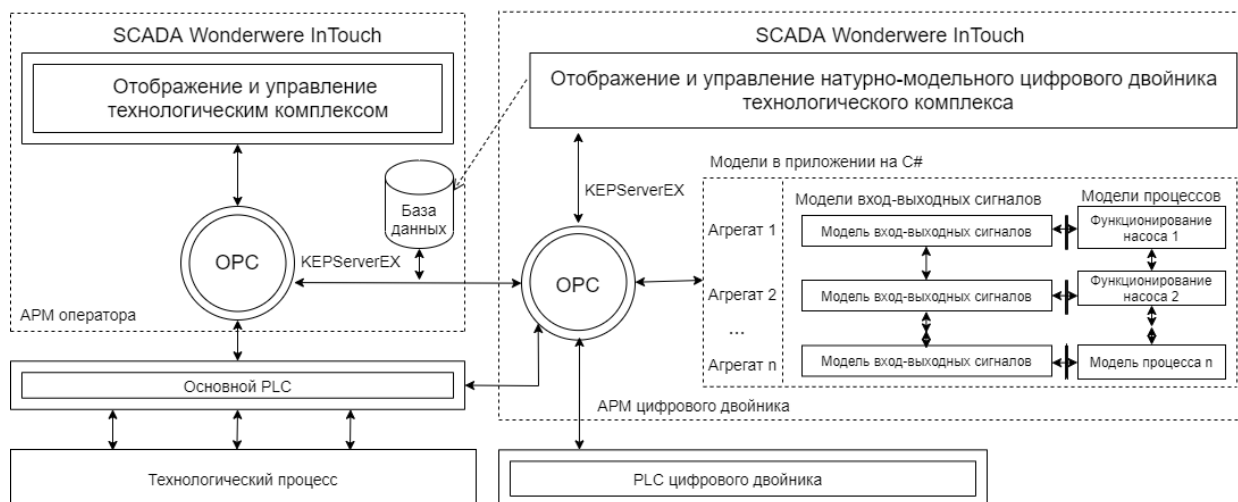 SCADA Wonderwere InTouch
Отображение и управление
технологическим комплексом
OPC
KEPServerEX
База
данных
АРМ оператора
Основной PLC
Технологический процесс
SCADA Wonderwere InTouch
Отображение и управление натурно-модельного цифрового двойника
технологического комплекса
KEPServerEX
OPC
Модели в приложении на C#
Модели вход-выходных сигналов
Модели процессов
Агрегат 1
Модель вход-выходных сигналов
Функционирование
насоса 1
Агрегат 2
Модель вход-выходных сигналов
Функционирование
насоса 2
...
Агрегат n
Модель вход-выходных сигналов
Модель процесса n
АРМ цифрового двойника
PLC цифрового двойника